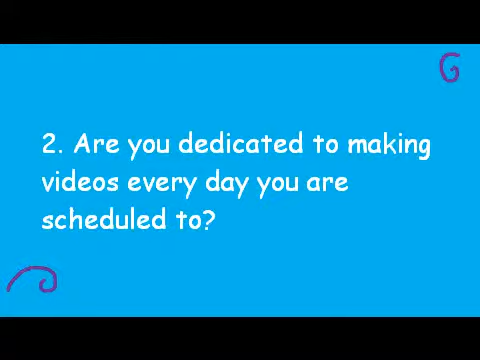 2. Are you dedicated to making
videos every day you are
scheduled to?